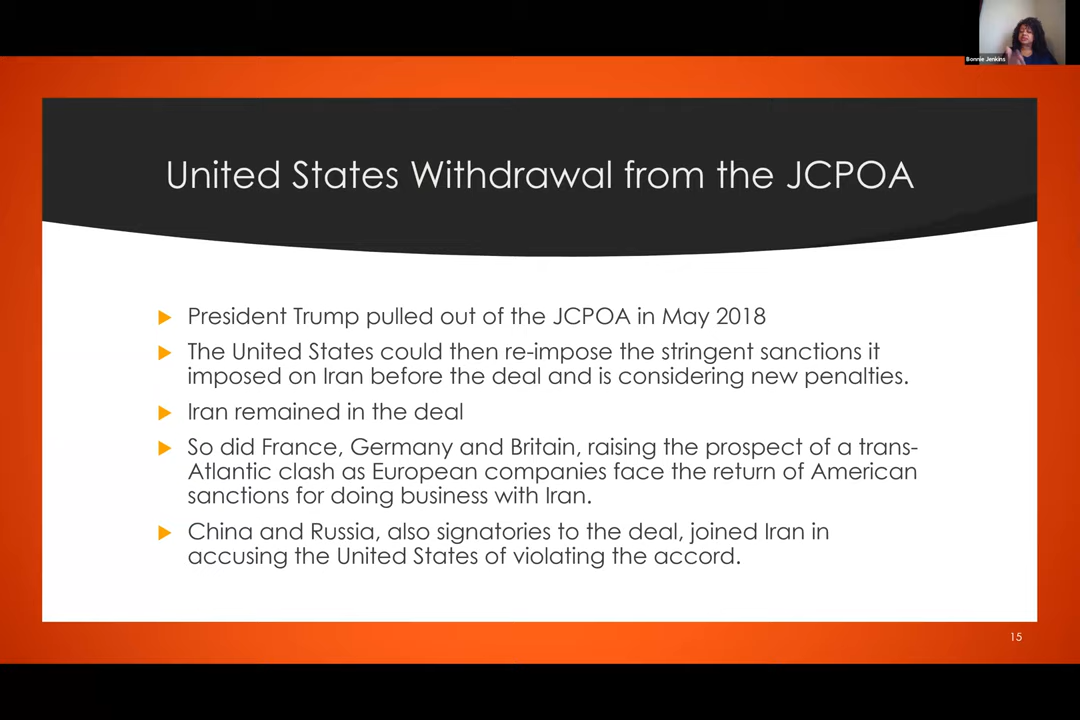 Bonnie Jenkins
United States Withdrawal from the JCPOA
President Trump pulled out of the JCPOA in May 2018
The United States could then re-impose the stringent sanctions it
imposed on Iran before the deal and is considering new penalties.
Iran remained in the deal
So did France, Germany and Britain, raising the prospect of a trans-
Atlantic clash as European companies face the return of American
sanctions for doing business with Iran.
China and Russia, also signatories to the deal, joined Iran in
accusing the United States of violating the accord.
15